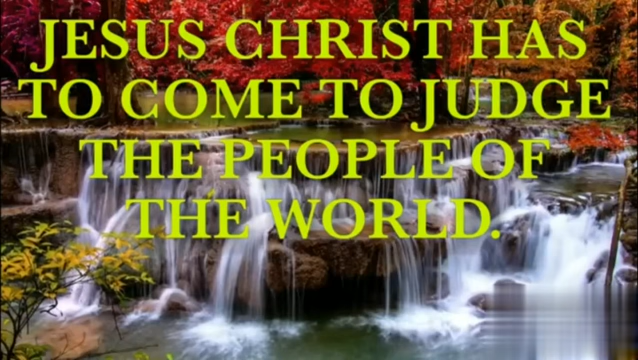 JESUS CHRIST HAS
TO COME TO JUDGE
THE PEOPLE OF
THE WORLD.